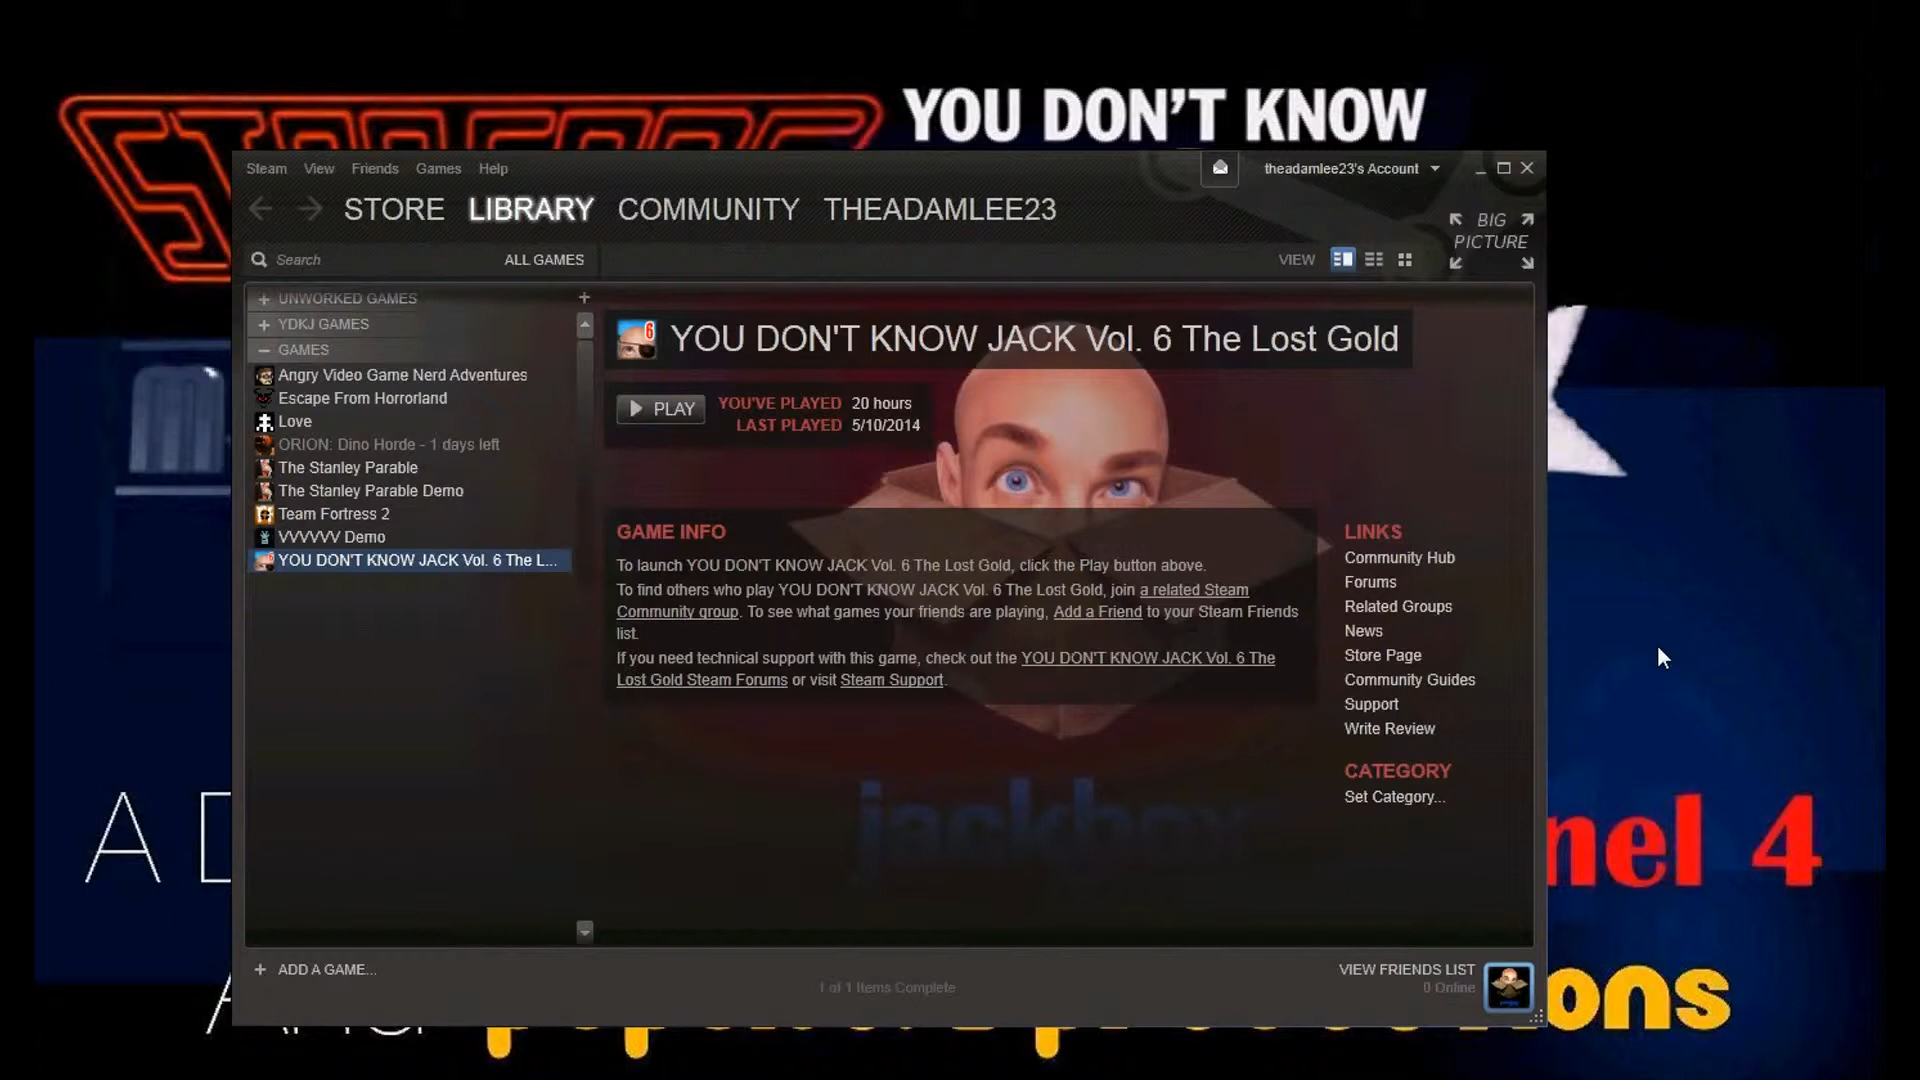 YOU DON'T KNOW
Steam View Friends Games Help
theadamlee23's Account
STORE LIBRARY COMMUNITY THEADAMLEE23
BIG
PICTURE
Search
ALL GAMES
VIEW
+ UNWORKED GAMES +
+ YDKJ GAMES
− GAMES
Angry Video Game Nerd Adventures
Escape From Horrorland
Love
ORION: Dino Horde - 1 days left
The Stanley Parable
The Stanley Parable Demo
Team Fortress 2
VVVVVV Demo
YOU DON'T KNOW JACK Vol. 6 The L...
6
YOU DON'T KNOW JACK Vol. 6 The Lost Gold
PLAY
YOU'VE PLAYED 20 hours
LAST PLAYED 5/10/2014
GAME INFO
To launch YOU DON'T KNOW JACK Vol. 6 The Lost Gold, click the Play button above.
To find others who play YOU DON'T KNOW JACK Vol. 6 The Lost Gold, join a related Steam
Community group. To see what games your friends are playing, Add a Friend to your Steam Friends
list.
If you need technical support with this game, check out the YOU DON'T KNOW JACK Vol. 6 The
Lost Gold Steam Forums or visit Steam Support.
LINKS
Community Hub
Forums
Related Groups
News
Store Page
Community Guides
Support
Write Review
CATEGORY
Set Category...
jackbox
A
nel 4
+ ADD A GAME...
1 of 1 Items Complete
VIEW FRIENDS LIST
0 Online
ons